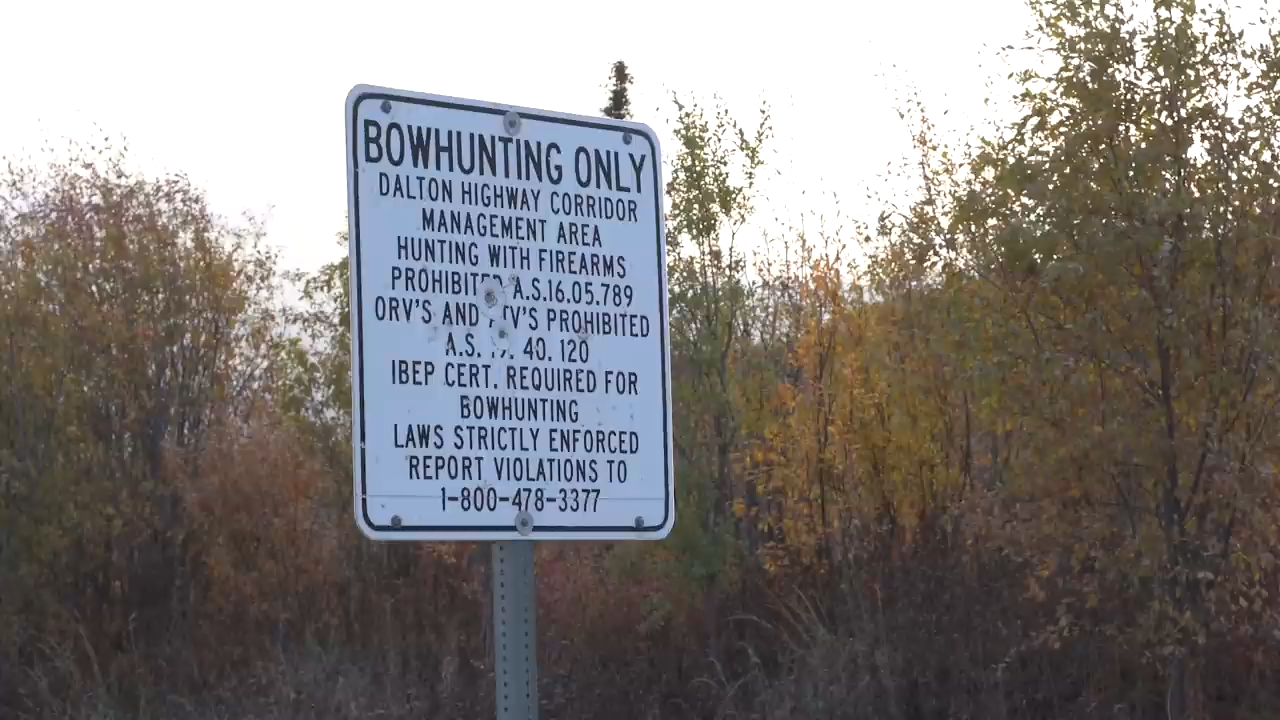 BOWHUNTING ONLY
DALTON HIGHWAY CORRIDOR
MANAGEMENT AREA
HUNTING WITH FIREARMS
PROHIBITED A.S.16.05.789
ORV'S AND PROHIBITED
A.S. 40. 120
IBEP CERT. REQUIRED FOR
BOWHUNTING
LAWS STRICTLY ENFORCED
REPORT VIOLATIONS TO
1-800-478-3377